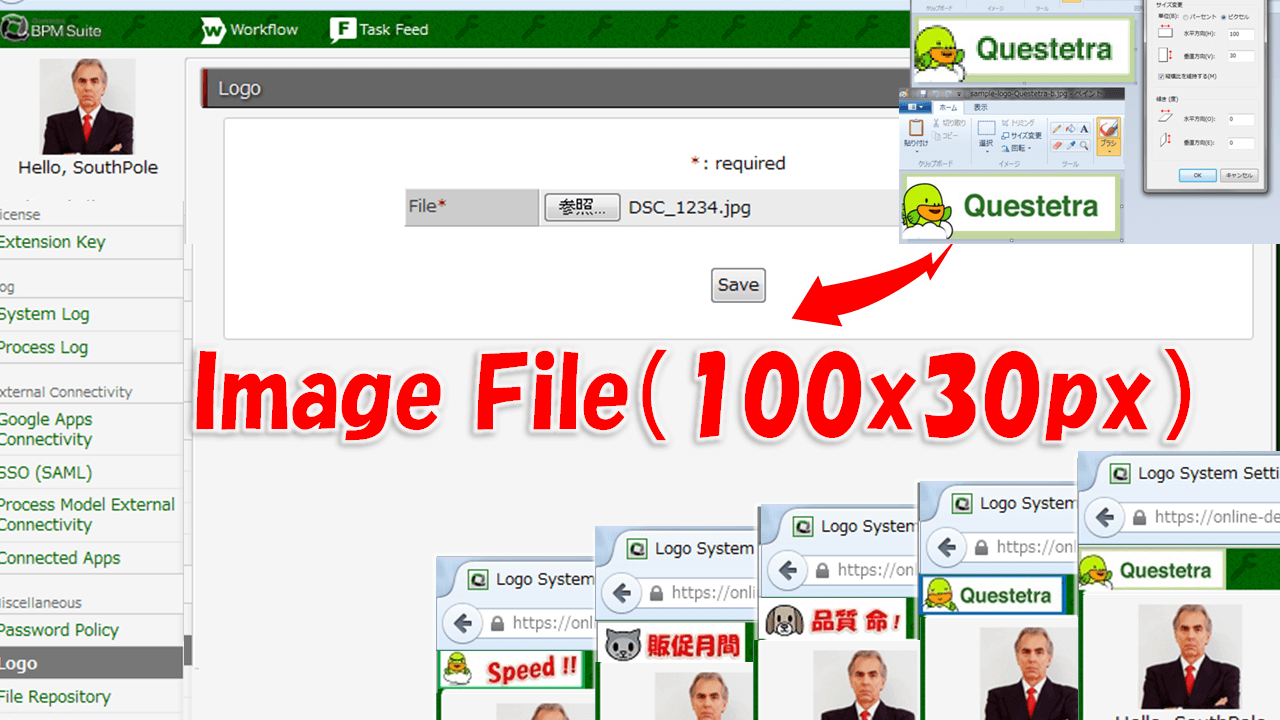 BPM Suite
Workflow
Task Feed
Hello, SouthPole
icense
Extension Key
og
System Log
Process Log
xternal Connectivity
Google Apps
Connectivity
SSO (SAML)
Process Model External
Connectivity
Connected Apps
iscellaneous
Password Policy
Logo
File Repository
Logo
* : required
File*
参照...
DSC_1234.jpg
Save
Questetra
sample-logo-Questetra-b.jpg - ペイント
ホーム
表示
貼り付け
切り取り
コピー
クリップボード
選択
トリミング
サイズ変更
回転
イメージ
ツール
ブラシ
Questetra
サイズ変更
単位(B):
パーセント
ピクセル
水平方向(H):
100
垂直方向(V):
30
縦横比を維持する(M)
傾き (度)
水平方向(O):
0
垂直方向(E):
0
OK
キャンセル
Image File(100x30px)
Logo System
https://onl
Speed !!
Logo System
https://onli
販促月間
Logo System
https://onl
品質 命!
Logo System
https://onl
Questetra
Logo System Setti
https://online-de
Questetra